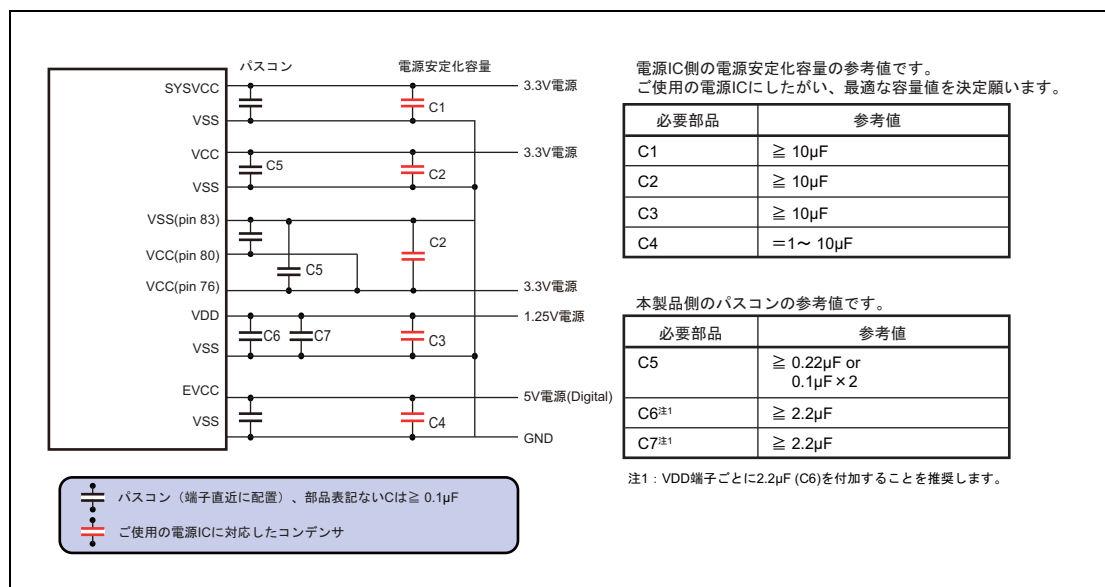 パスコン 電源安定化容量
SYSVCC 3.3V電源
C1
VSS
VCC 3.3V電源
C5 C2
VSS
VSS(pin 83)
C2
VCC(pin 80)
C5
VCC(pin 76) 3.3V電源
VDD 1.25V電源
C6 C7 C3
VSS
EVCC 5V電源(Digital)
VSS C4
GND
パスコン（端子直近に配置）、部品表記ないCは≧ 0.1µF
ご使用の電源ICに対応したコンデンサ
電源IC側の電源安定化容量の参考値です。
ご使用の電源ICにしたがい、最適な容量値を決定願います。
必要部品 参考値
C1 ≧ 10µF
C2 ≧ 10µF
C3 ≧ 10µF
C4 ＝1～ 10µF
本製品側のパスコンの参考値です。
必要部品 参考値
C5 ≧ 0.22µF or
0.1µF×2
C6注1 ≧ 2.2µF
C7注1 ≧ 2.2µF
注1：VDD端子ごとに2.2µF (C6)を付加することを推奨します。